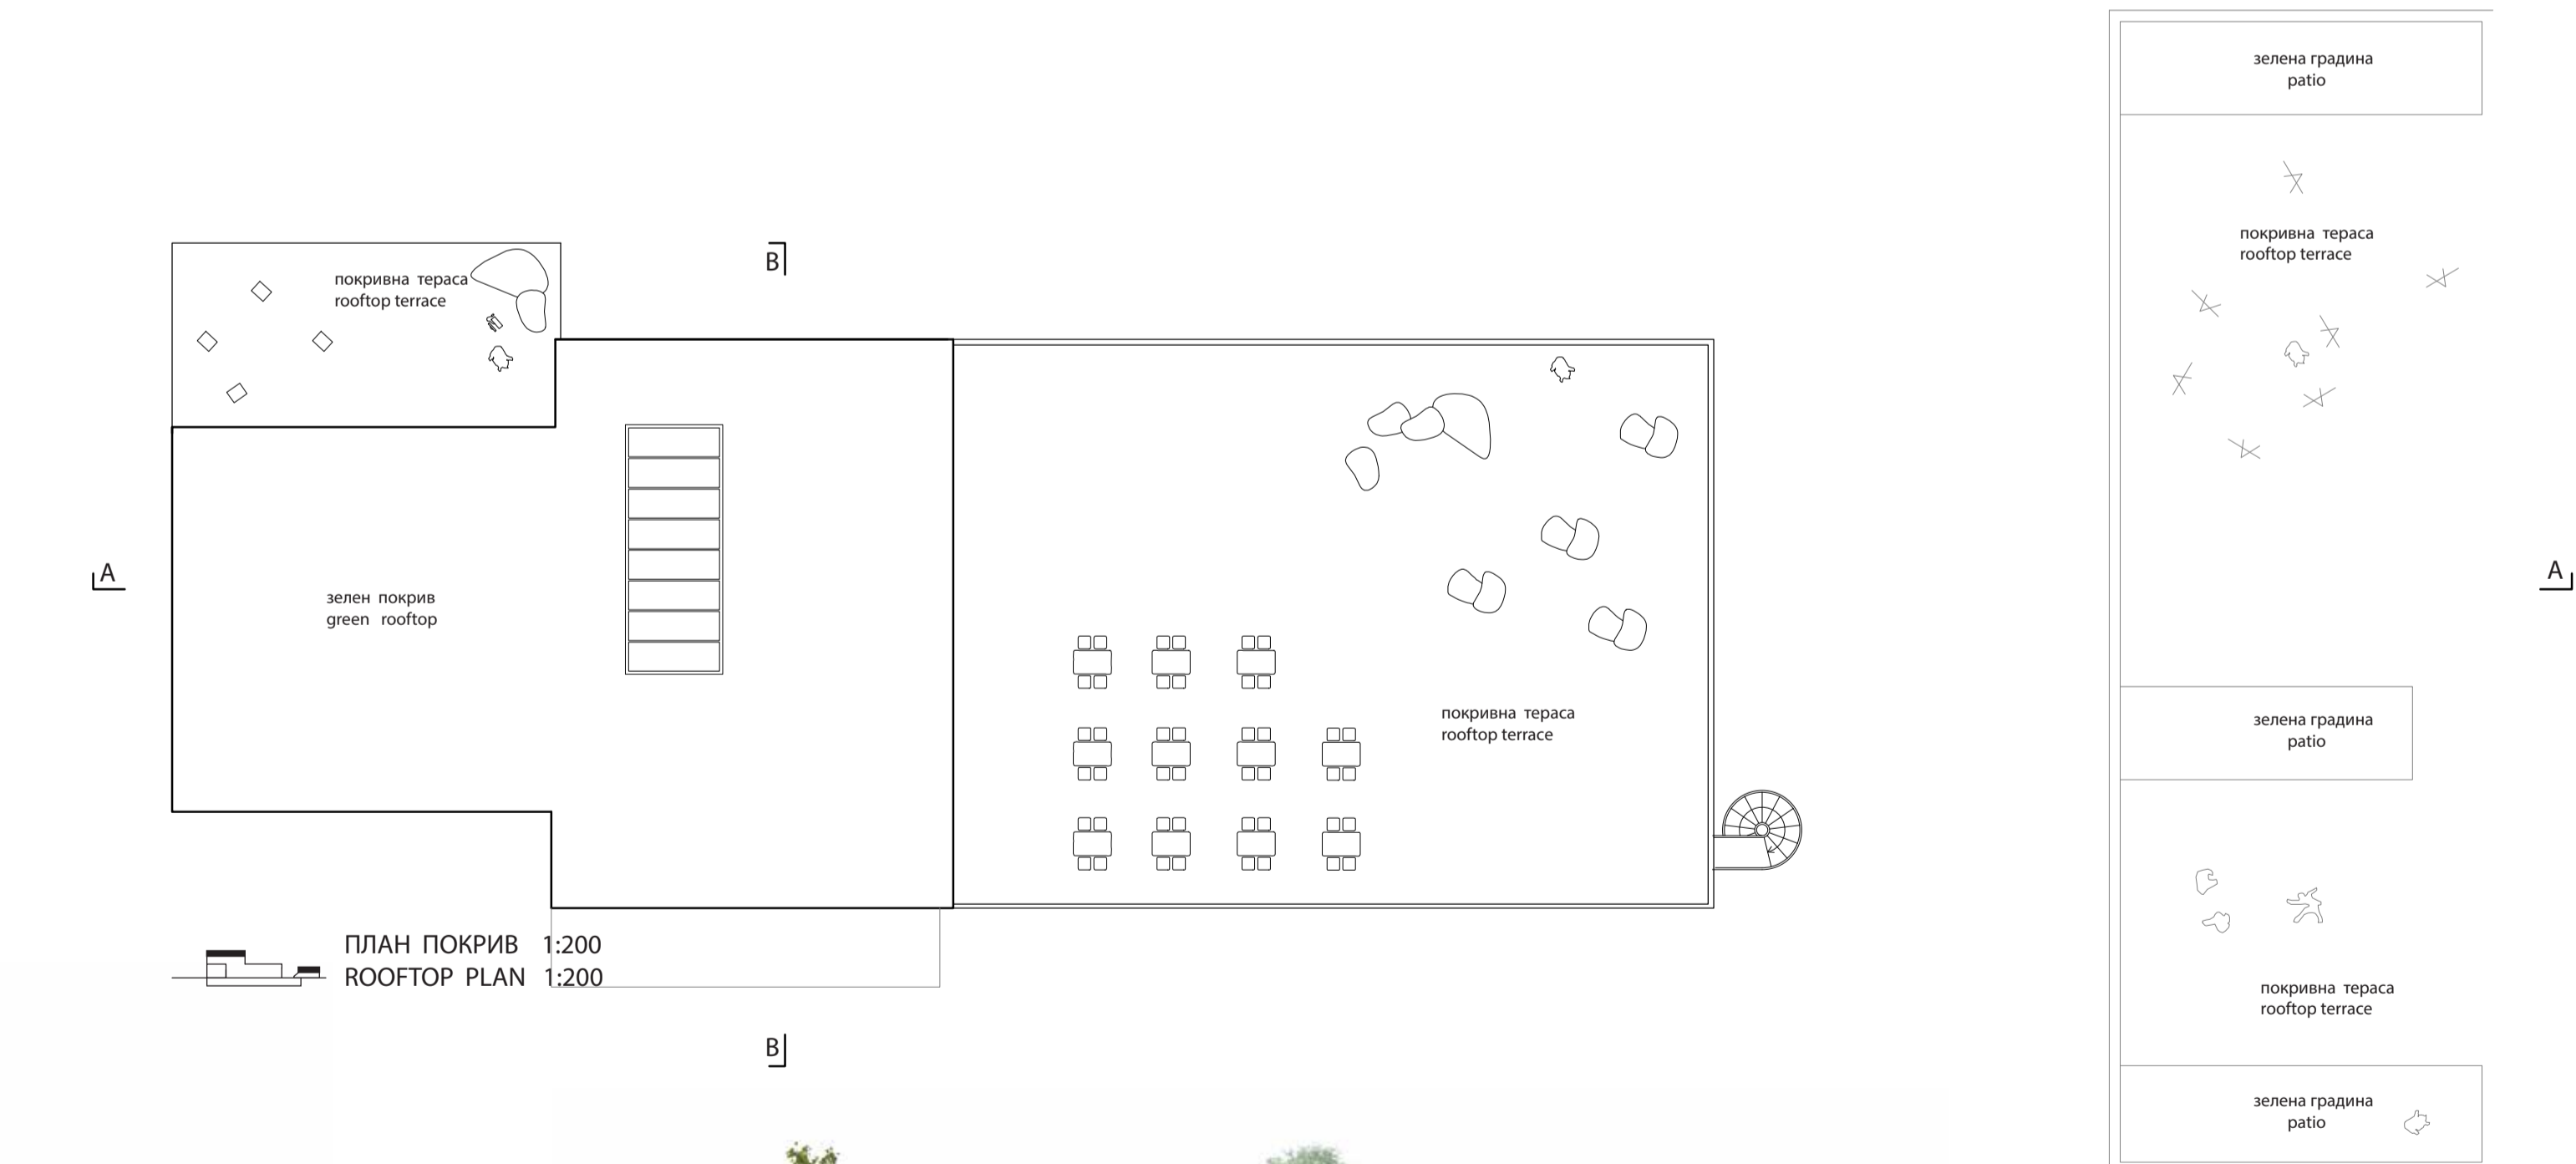 зелена градина
patio
покривна тераса
rooftop terrace
B
покривна тераса
rooftop terrace
A
A
зелен покрив
green rooftop
покривна тераса
rooftop terrace
зелена градина
patio
ПЛАН ПОКРИВ 1:200
ROOFTOP PLAN 1:200
покривна тераса
rooftop terrace
B
зелена градина
patio